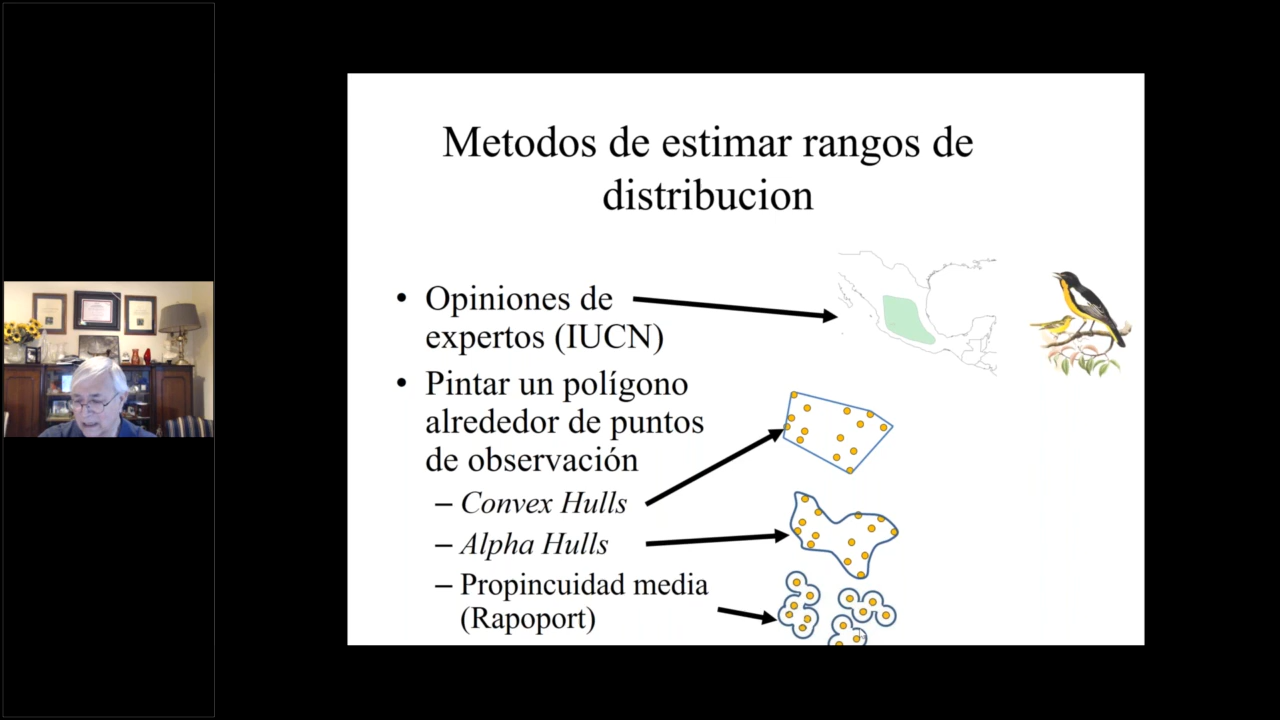 Metodos de estimar rangos de
distribucion
• Opiniones de
expertos (IUCN)
• Pintar un polígono
alrededor de puntos
de observación
– Convex Hulls
– Alpha Hulls
– Propincuidad media
(Rapoport)